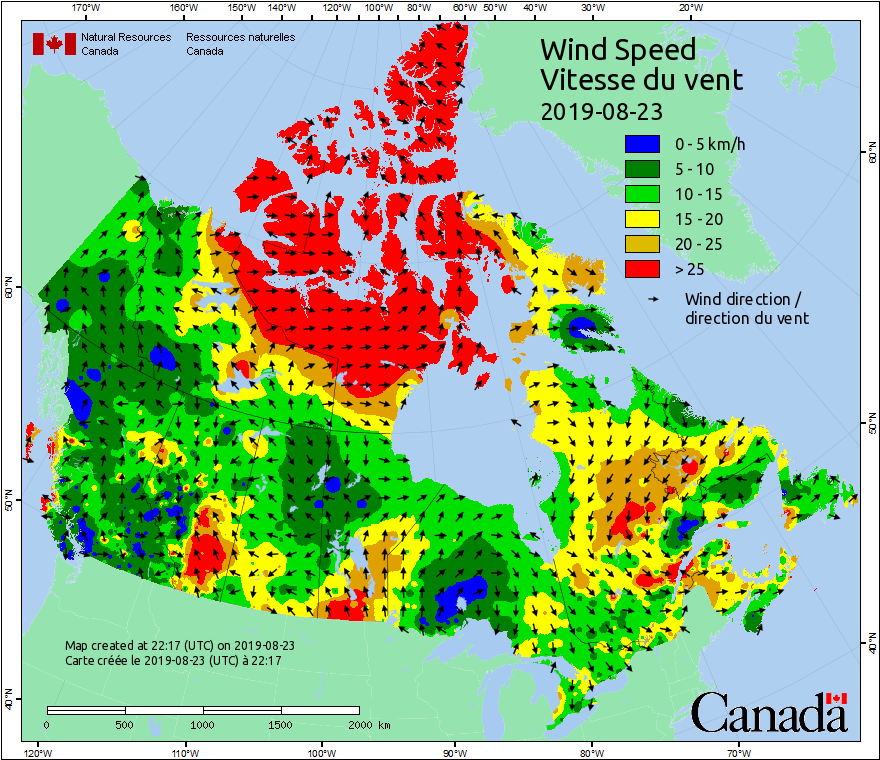 170°W 160°W 150°W 140°W 130°W 120°W 110°W 100°W 80°W 60°W 50°W 40°W 30°W 20°W
Natural Resources Ressources naturelles
Canada Canada
Wind Speed
Vitesse du vent
2019-08-23
0 - 5 km/h
5 - 10
10 - 15
15 - 20
20 - 25
> 25
Wind direction /
direction du vent
60°N 60°N
50°N 50°N
40°N 40°N
Map created at 22:17 (UTC) on 2019-08-23
Carte créée le 2019-08-23 (UTC) à 22:17
0 500 1000 1500 2000 km
Canada
120°W 110°W 100°W 90°W 80°W 70°W